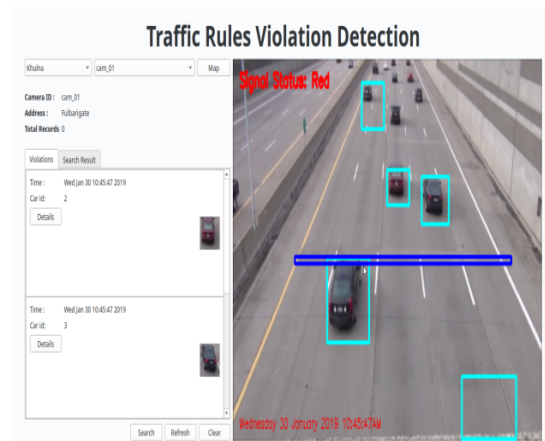 Traffic Rules Violation Detection
Khulna cam_01 Map
Signal Status: Red
Camera ID : cam_01
Address : Fulbarigate
Total Records 0
Violations Search Result
Time : Wed Jan 30 10:45:47 2019
Car id: 2
Details
Time : Wed Jan 30 10:45:47 2019
Car id: 3
Details
Wednesday 30 January 2019 10:45:47AM
Search Refresh Clear